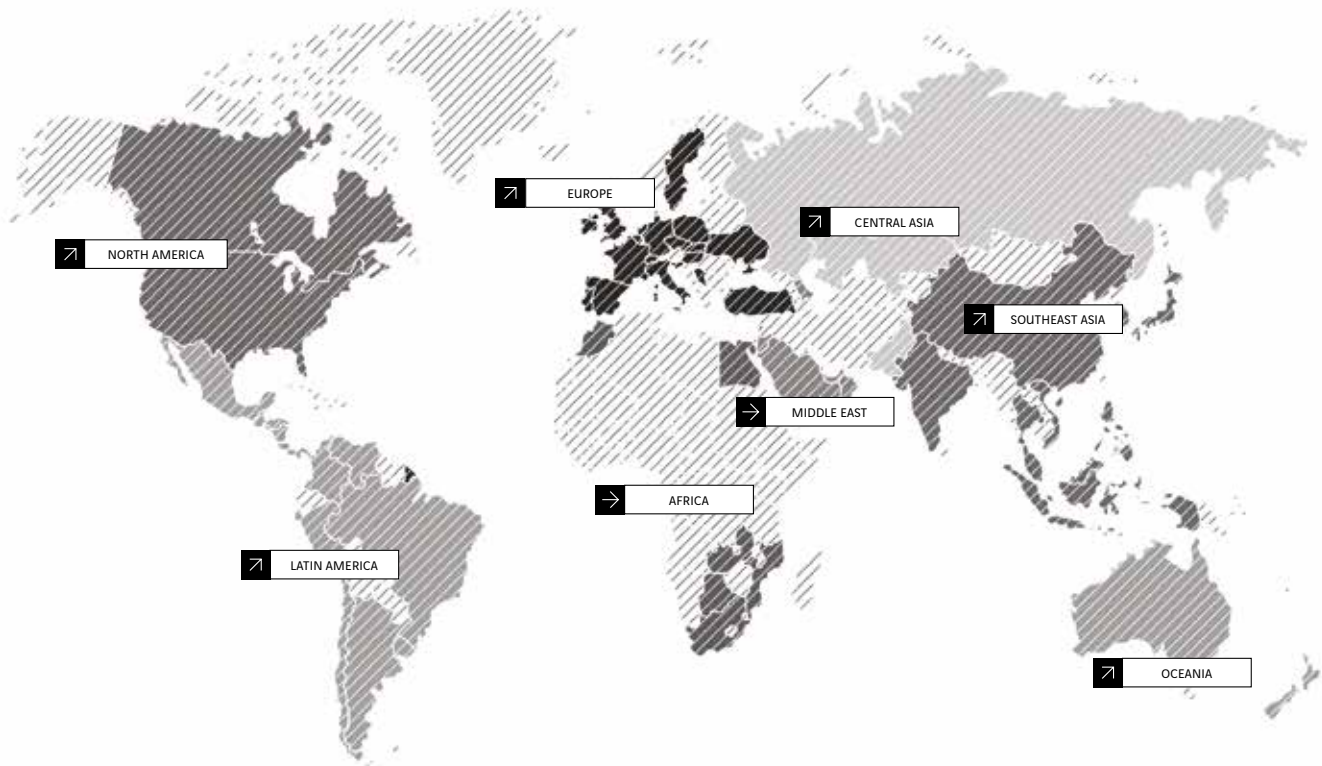 EUROPE
CENTRAL ASIA
NORTH AMERICA
SOUTHEAST ASIA
MIDDLE EAST
AFRICA
LATIN AMERICA
OCEANIA